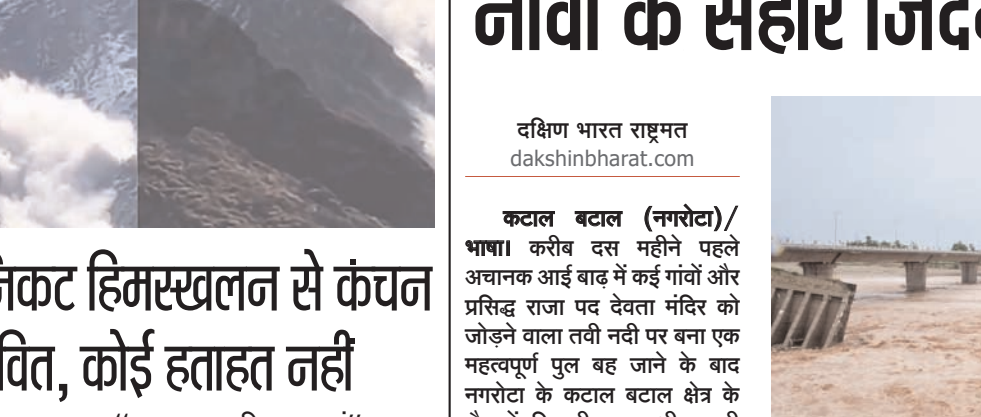 निकट हिमस्खलन से कंचन
वित, कोई हताहत नहीं
नावों के सहारे
दक्षिण भारत राष्ट्रमत
dakshinbharat.com
कटाल बटाल (नगरोटा)/
भाषा। करीब दस महीने पहले
अचानक आई बाढ़ में कई गांवों और
प्रसिद्ध राजा पद देवता मंदिर को
जोड़ने वाला तवी नदी पर बना एक
महत्वपूर्ण पुल बह जाने के बाद
नगरोटा के कटाल बटाल क्षेत्र के